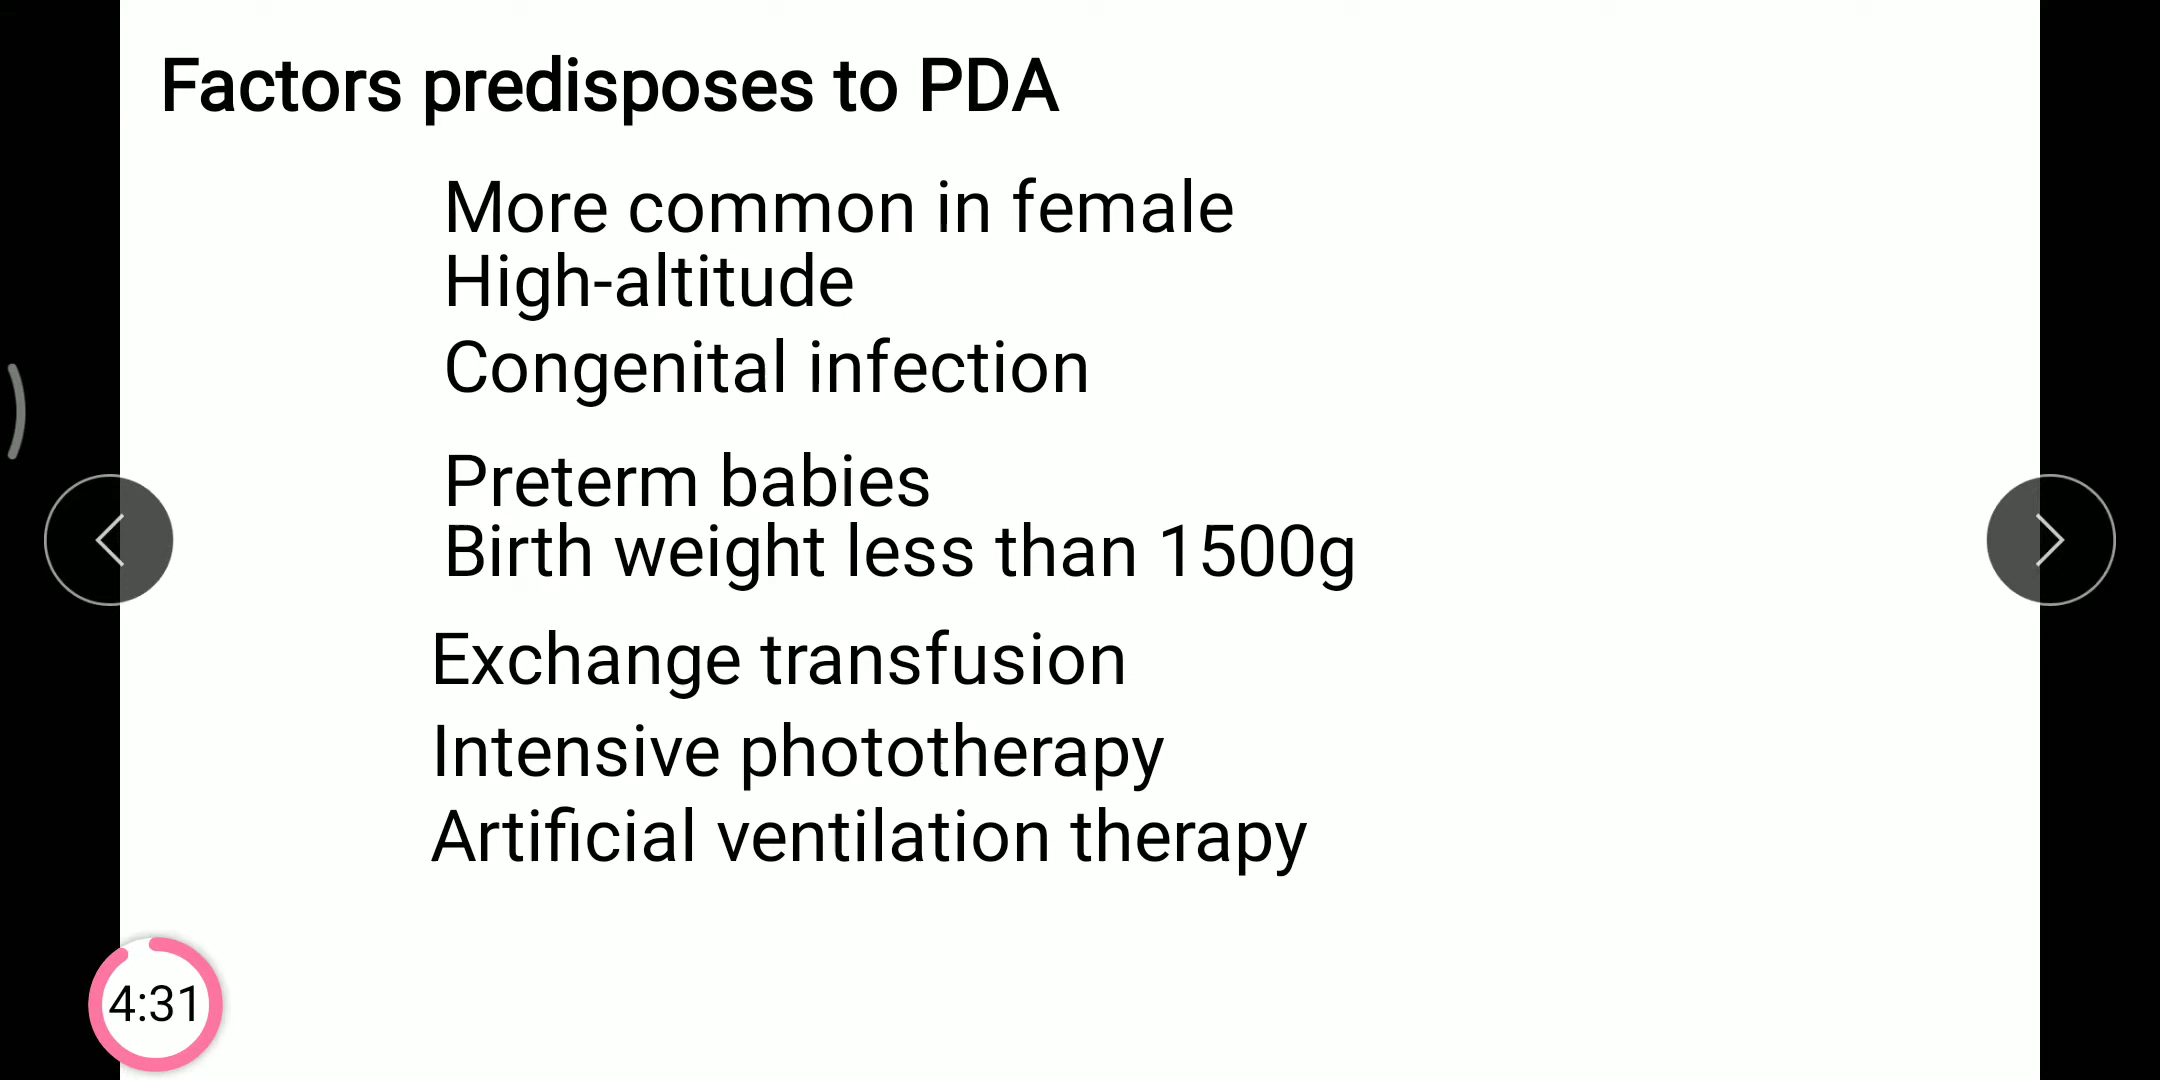 Factors predisposes to PDA
More common in female
High-altitude
Congenital infection
Preterm babies
Birth weight less than 1500g
Exchange transfusion
Intensive phototherapy
Artificial ventilation therapy
4:31